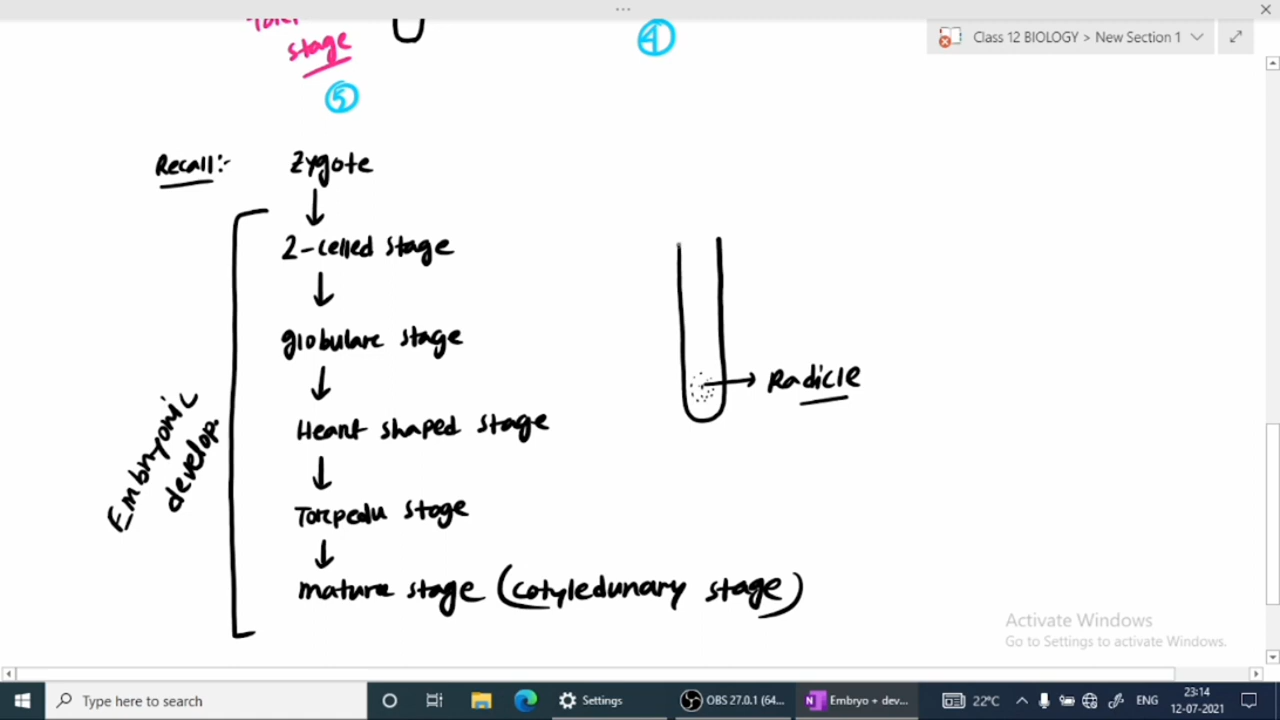 ...
stage
④
Class 12 BIOLOGY > New Section 1
⑤
Recall:-
Zygote
2-celled stage
globular stage
Radicle
Heart shaped stage
Embryonic
develop.
Torpedu stage
mature stage (cotyledunary stage)
Activate Windows
Go to Settings to activate Windows.
Type here to search
Settings
OBS 27.0.1 (64...
Embryo + dev...
22°C
ENG
23:14
12-07-2021